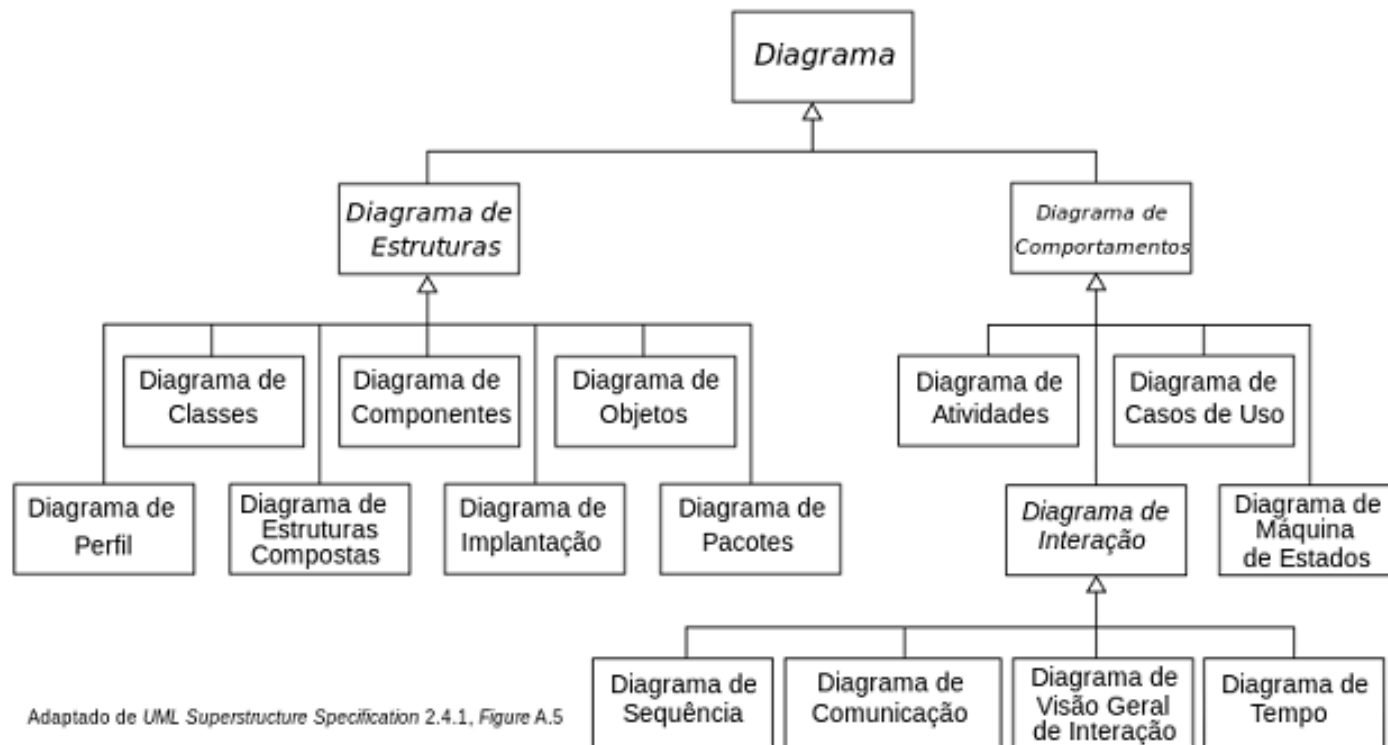 Diagrama
Diagrama de
Estruturas
Diagrama de
Comportamentos
Diagrama de
Classes
Diagrama de
Componentes
Diagrama de
Objetos
Diagrama de
Atividades
Diagrama de
Casos de Uso
Diagrama de
Perfil
Diagrama de
Estruturas
Compostas
Diagrama de
Implantação
Diagrama de
Pacotes
Diagrama de
Interação
Diagrama de
Máquina
de Estados
Diagrama de
Sequência
Diagrama de
Comunicação
Diagrama de
Visão Geral
de Interação
Diagrama de
Tempo
Adaptado de UML Superstructure Specification 2.4.1, Figure A.5